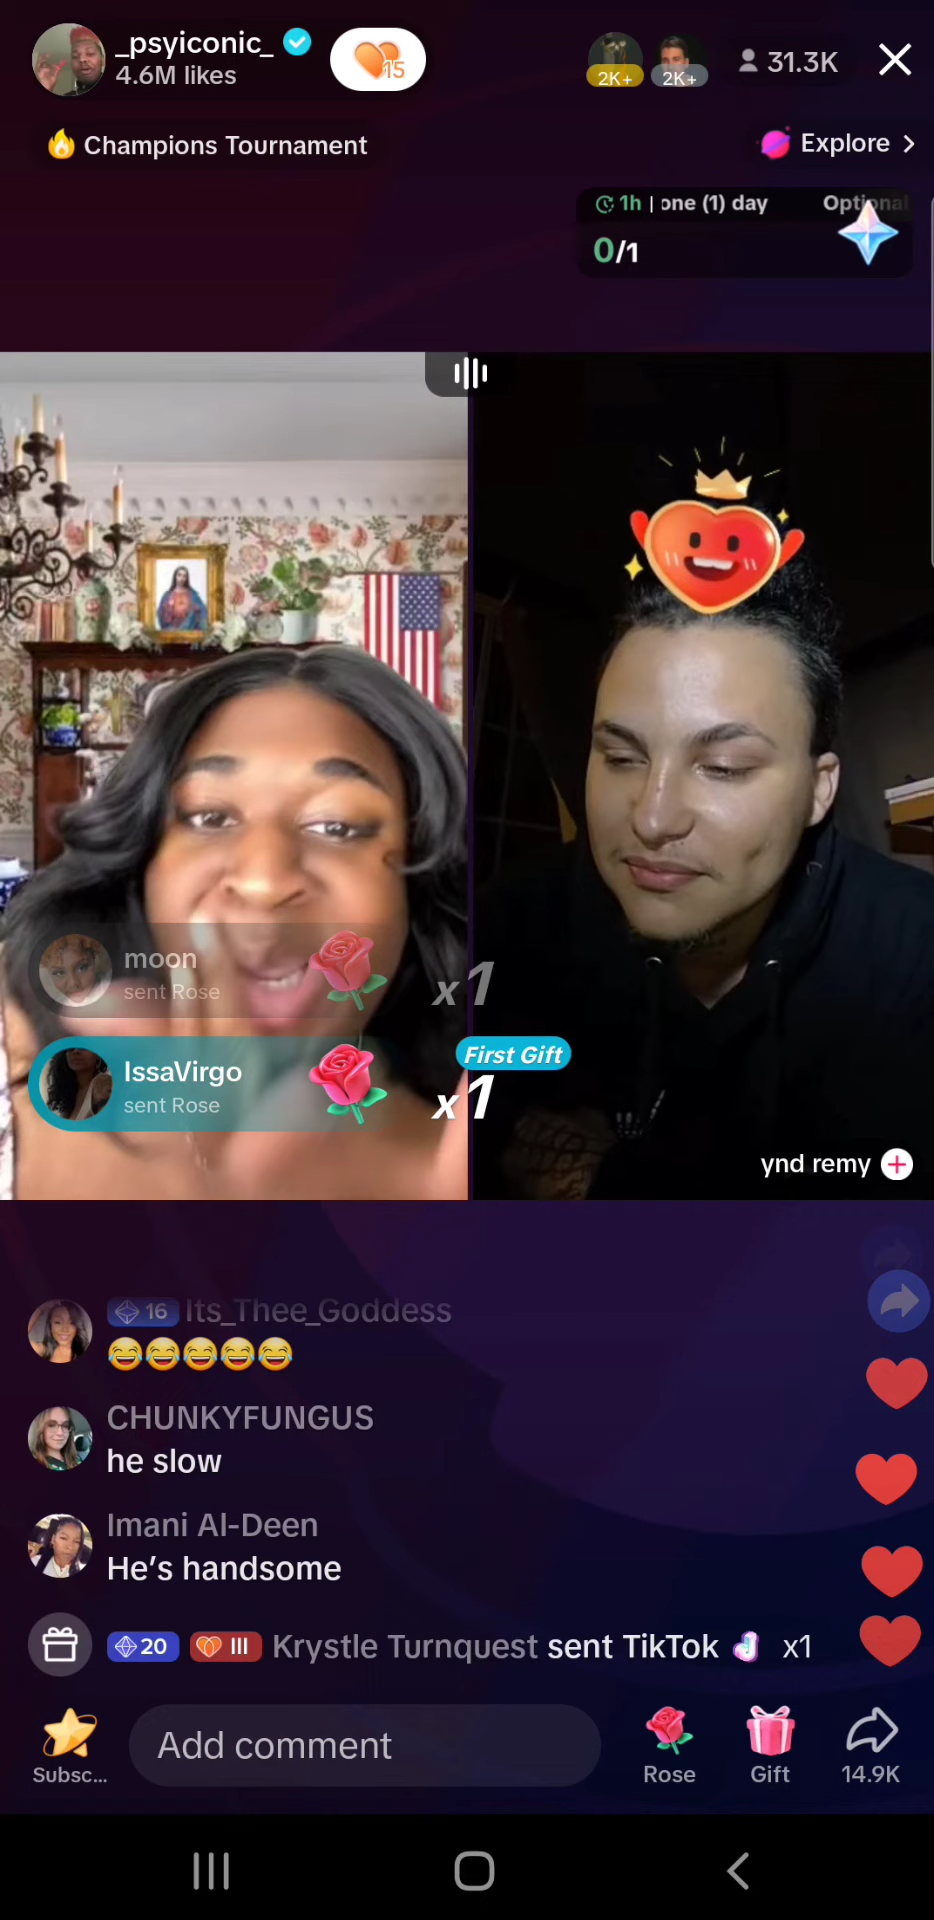 _psyiconic_
4.6M likes
15
2K+
2K+
31.3K
Champions Tournament
Explore
1h | one (1) day
Optional
0/1
moon
sent Rose
x1
First Gift
IssaVirgo
sent Rose
x1
ynd remy
16 Its_Thee_Goddess
😂😂😂😂😂
CHUNKYFUNGUS
he slow
Imani Al-Deen
He's handsome
20 III Krystle Turnquest sent TikTok x1
Add comment
Subsc...
Rose
Gift
14.9K